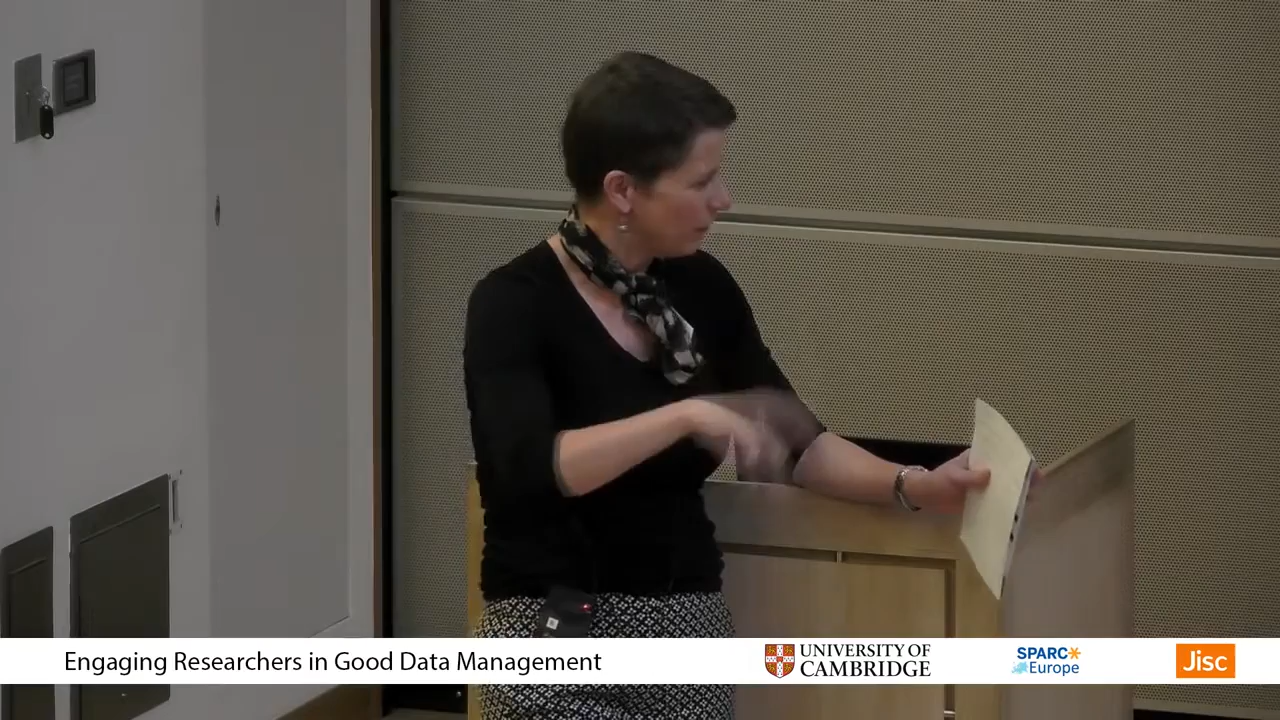 Engaging Researchers in Good Data Management
UNIVERSITY OF
CAMBRIDGE
SPARC*
Europe
Jisc